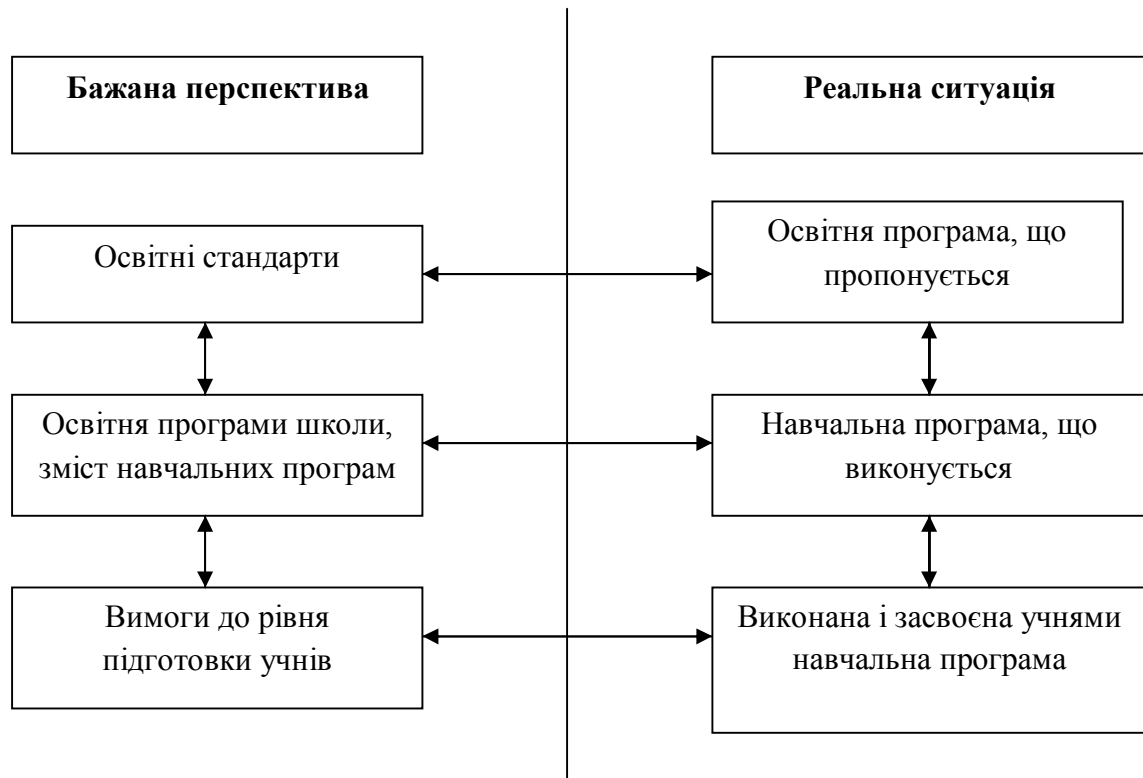 Бажана перспектива
Реальна ситуація
Освітні стандарти
Освітня програма, що
пропонується
Освітня програми школи,
зміст навчальних програм
Навчальна програма, що
виконується
Вимоги до рівня
підготовки учнів
Виконана і засвоєна учнями
навчальна програма